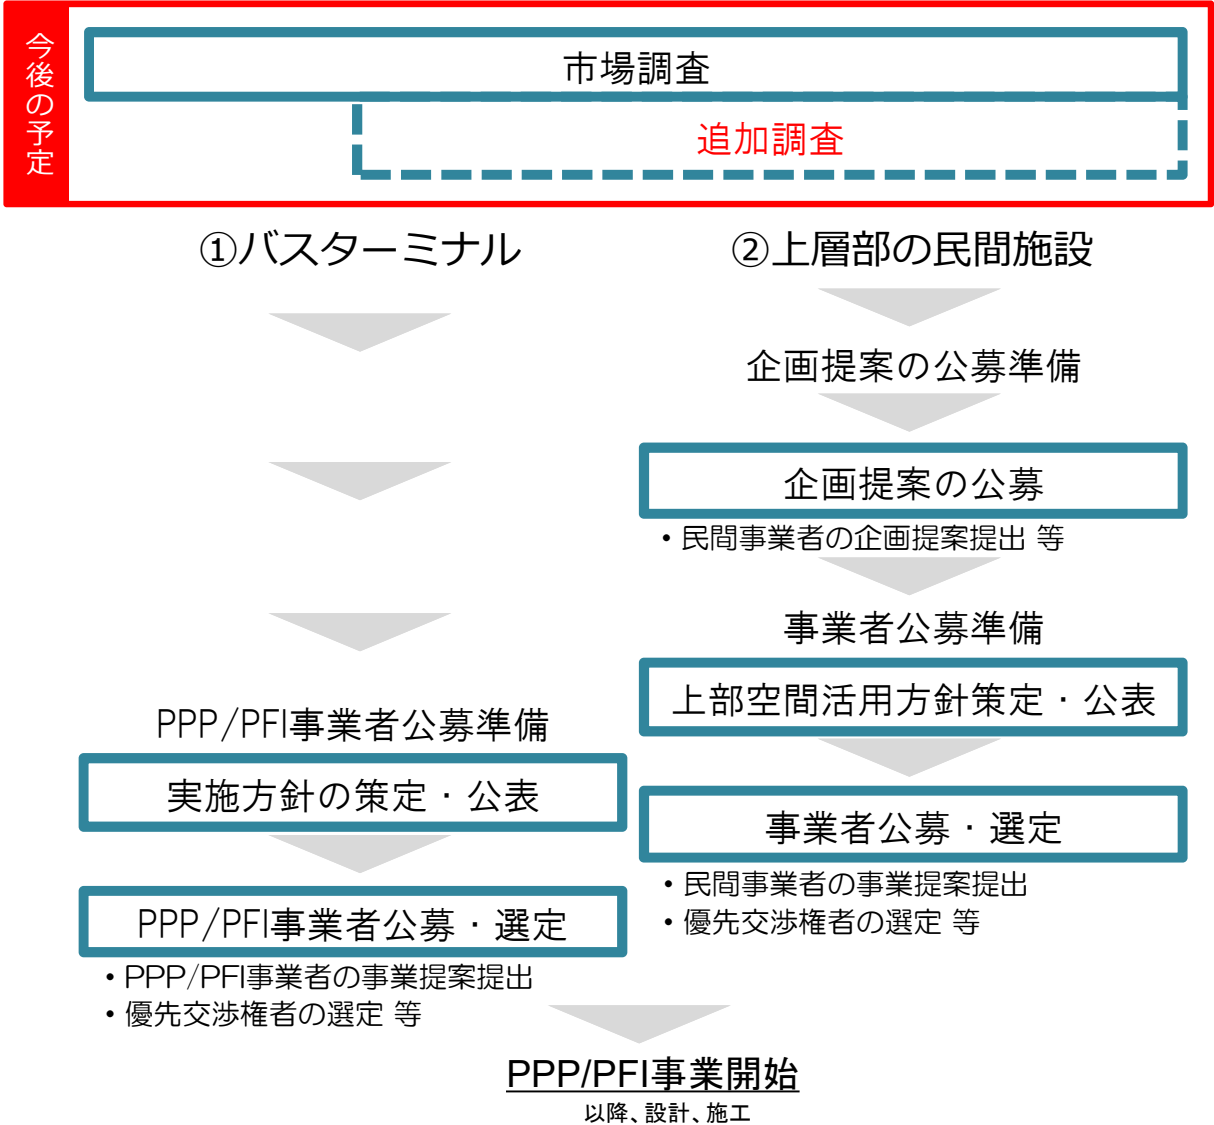 今後の予定
市場調査
追加調査
①バスターミナル
PPP/PFI事業者公募準備
実施方針の策定・公表
PPP/PFI事業者公募・選定
・PPP/PFI事業者の事業提案提出
・優先交渉権者の選定 等
②上層部の民間施設
企画提案の公募準備
企画提案の公募
・民間事業者の企画提案提出 等
事業者公募準備
上部空間活用方針策定・公表
事業者公募・選定
・民間事業者の事業提案提出
・優先交渉権者の選定 等
PPP/PFI事業開始
以降、設計、施工